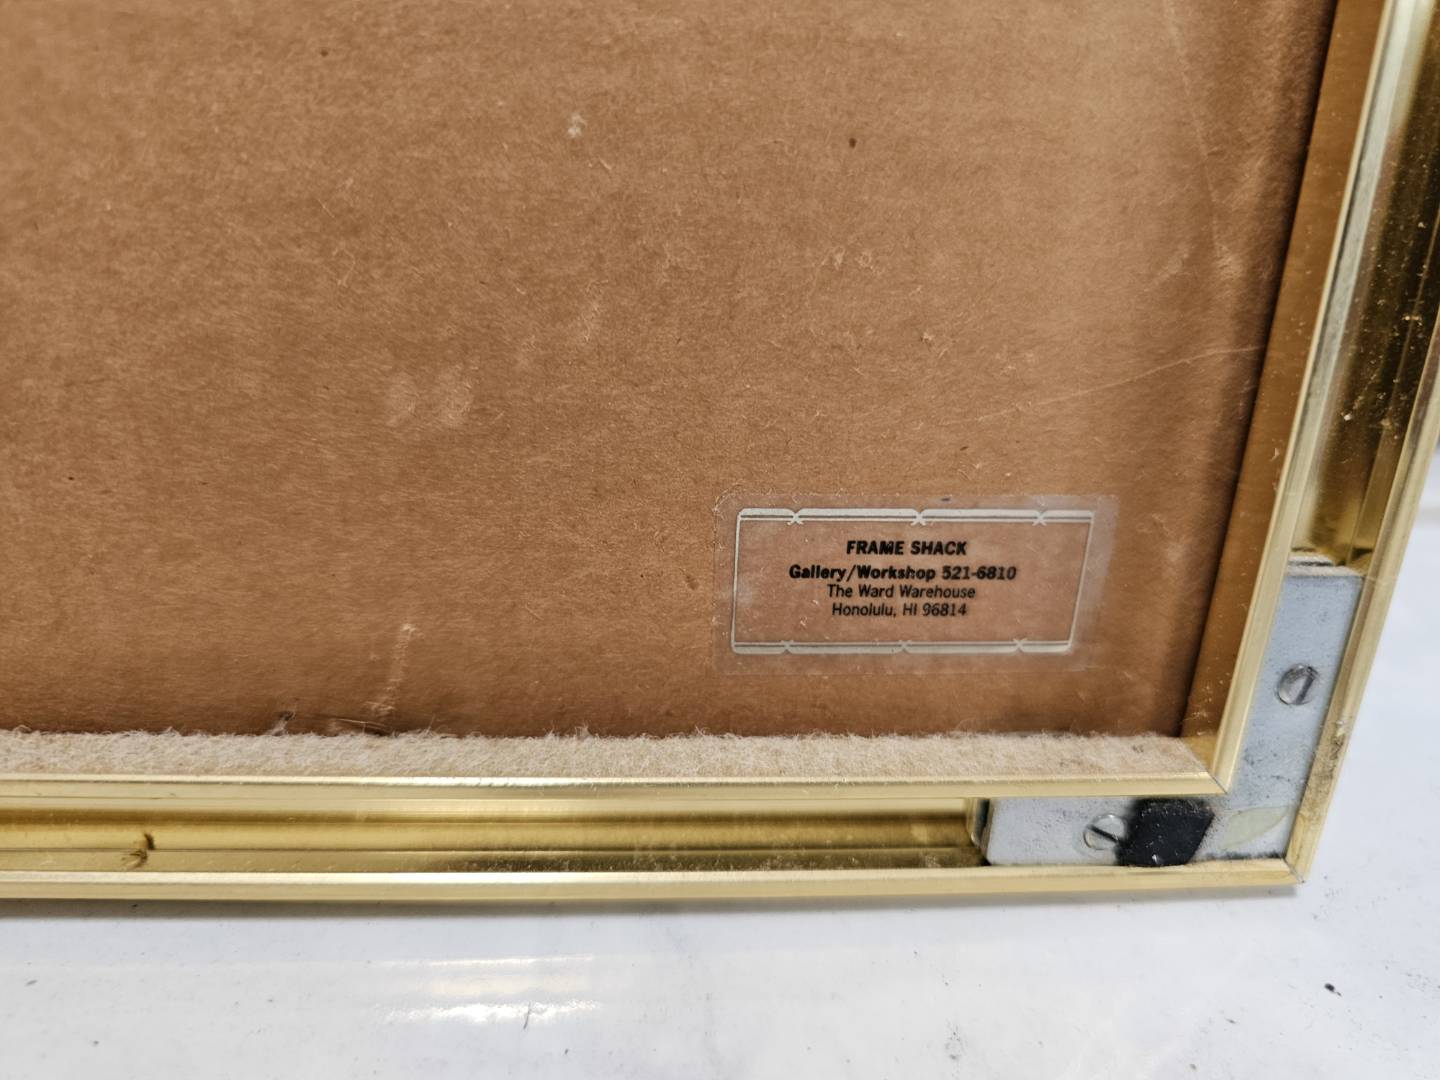 FRAME SHACK
Gallery/Workshop 521-6810
The Ward Warehouse
Honolulu, HI 96814